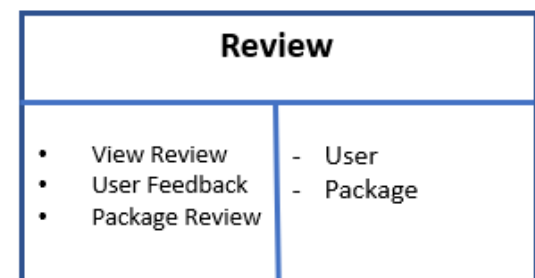 Review
• View Review
• User Feedback
• Package Review
- User
- Package